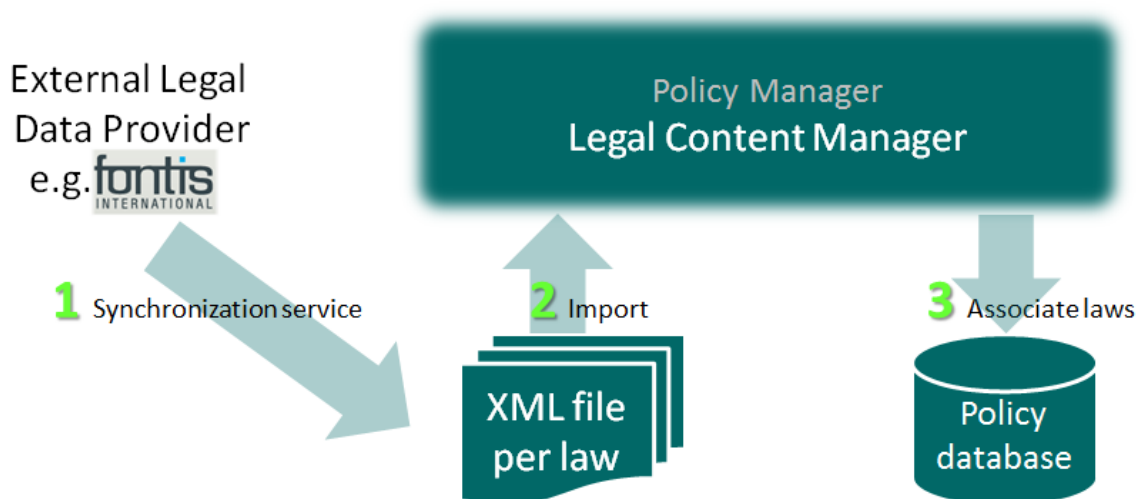 External Legal
Data Provider
e.g. fontis
INTERNATIONAL
Policy Manager
Legal Content Manager
1 Synchronization service
2 Import
3 Associate laws
XML file
per law
Policy
database